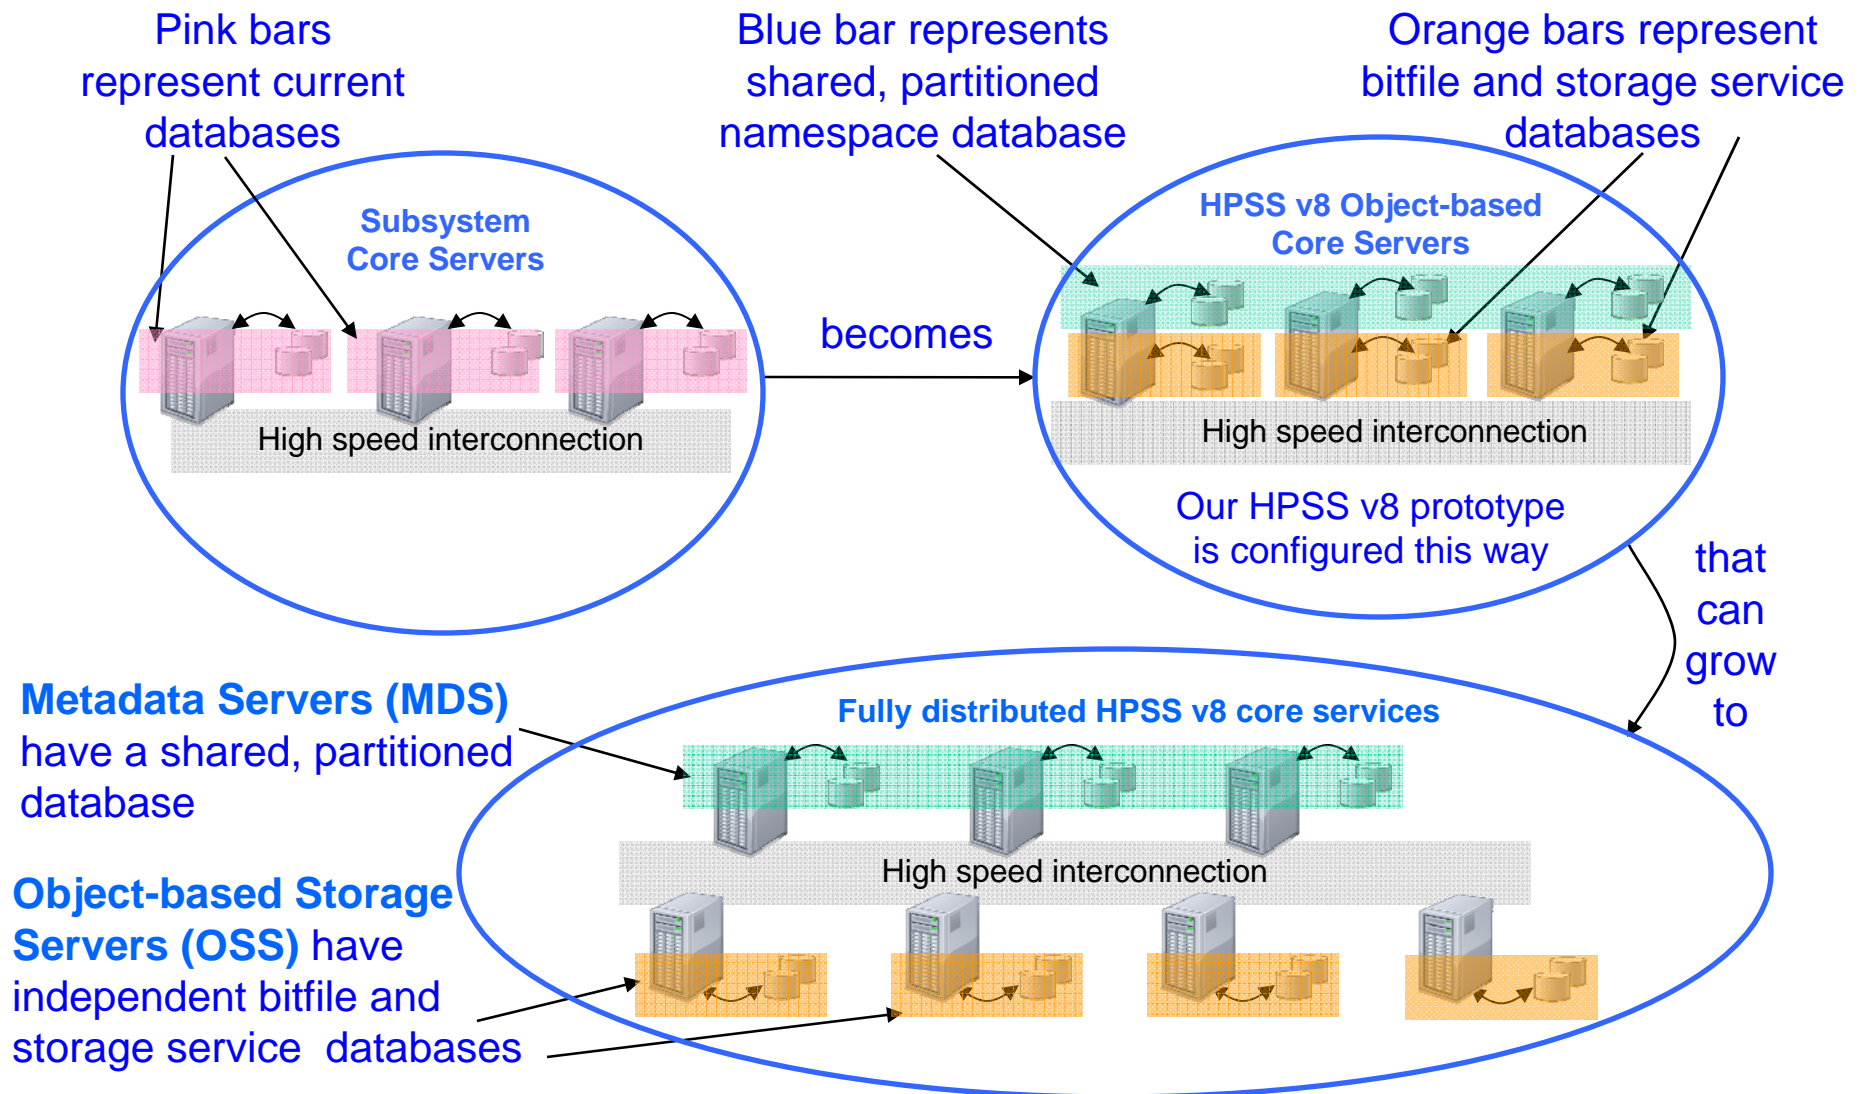 Pink bars
represent current
databases
Blue bar represents
shared, partitioned
namespace database
Orange bars represent
bitfile and storage service
databases
Subsystem
Core Servers
High speed interconnection
becomes
HPSS v8 Object-based
Core Servers
High speed interconnection
Our HPSS v8 prototype
is configured this way
that
can
grow
to
Metadata Servers (MDS)
have a shared, partitioned
database
Fully distributed HPSS v8 core services
High speed interconnection
Object-based Storage
Servers (OSS) have
independent bitfile and
storage service databases